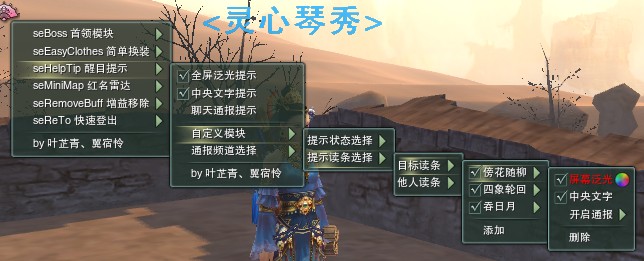 <灵心琴秀>
seBoss 首领模块
seEasyClothes 简单换装
seHelpTip 醒目提示
seMiniMap 红名雷达
seRemoveBuff 增益移除
seReTo 快速登出
by 叶芷青、翼宿怜
全屏泛光提示
中央文字提示
聊天通报提示
自定义模块
通报频道选择
by 叶芷青、翼宿怜
提示状态选择
提示读条选择
目标读条
他人读条
傍花随柳
四象轮回
吞日月
添加
屏幕泛光
中央文字
开启通报
删除